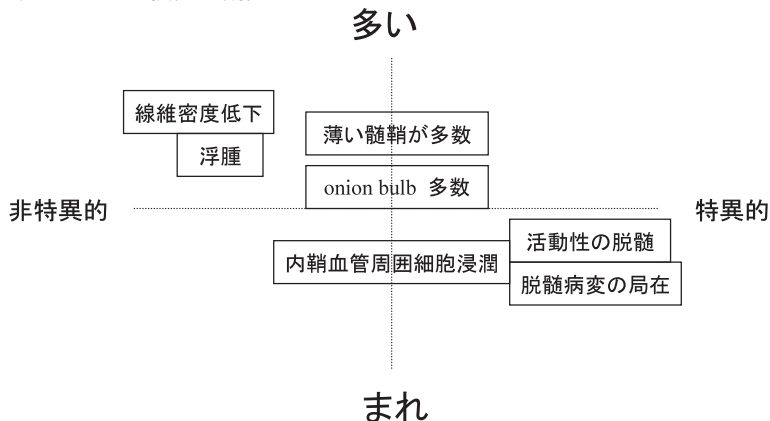 多い
線維密度低下
薄い髄鞘が多数
浮腫
onion bulb 多数
非特異的
特異的
活動性の脱髄
内鞘血管周囲細胞浸潤
脱髄病変の局在
まれ